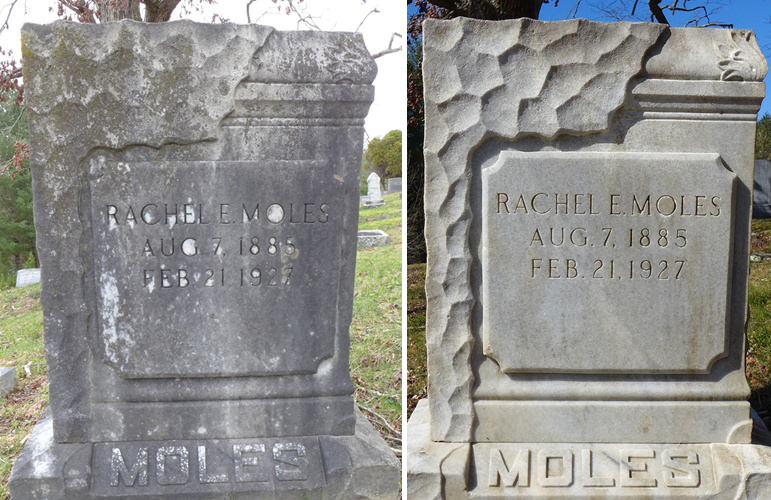 RACHEL E. MOLES
AUG. 7, 1885
FEB. 21 1927
MOLES
RACHEL E. MOLES
AUG. 7, 1885
FEB. 21, 1927
MOLES